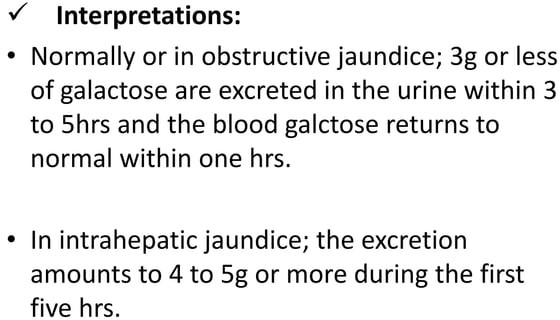 ✓ Interpretations:
• Normally or in obstructive jaundice; 3g or less
of galactose are excreted in the urine within 3
to 5hrs and the blood galctose returns to
normal within one hrs.
• In intrahepatic jaundice; the excretion
amounts to 4 to 5g or more during the first
five hrs.